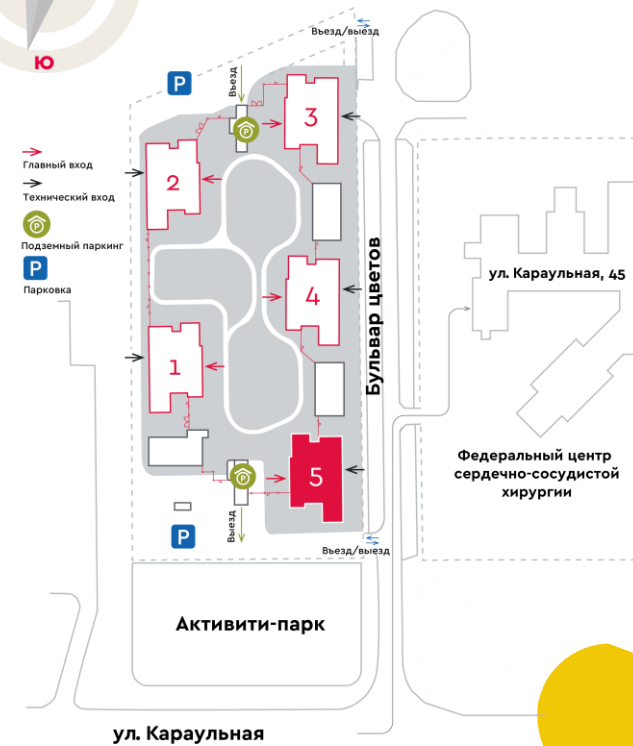 Ю
Въезд/выезд
P
Въезд
P
3
Главный вход
Технический вход
P
Подземный паркинг
P
Парковка
2
4
Бульвар цветов
ул. Караульная, 45
1
Федеральный центр
сердечно-сосудистой
хирургии
5
P
P
Выезд
Въезд/выезд
Активити-парк
ул. Караульная